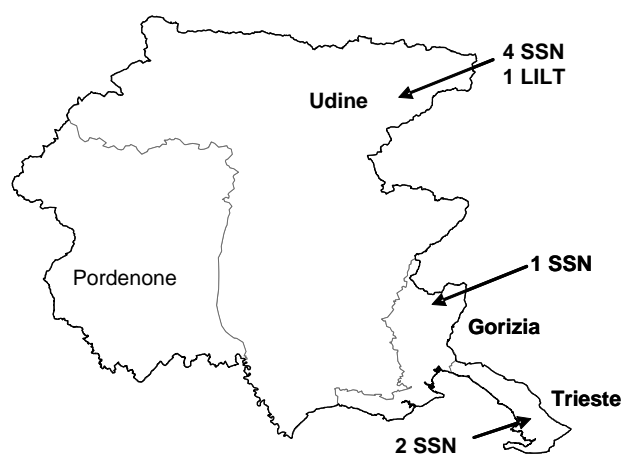 4 SSN
1 LILT
Udine
1 SSN
Pordenone
Gorizia
Trieste
2 SSN